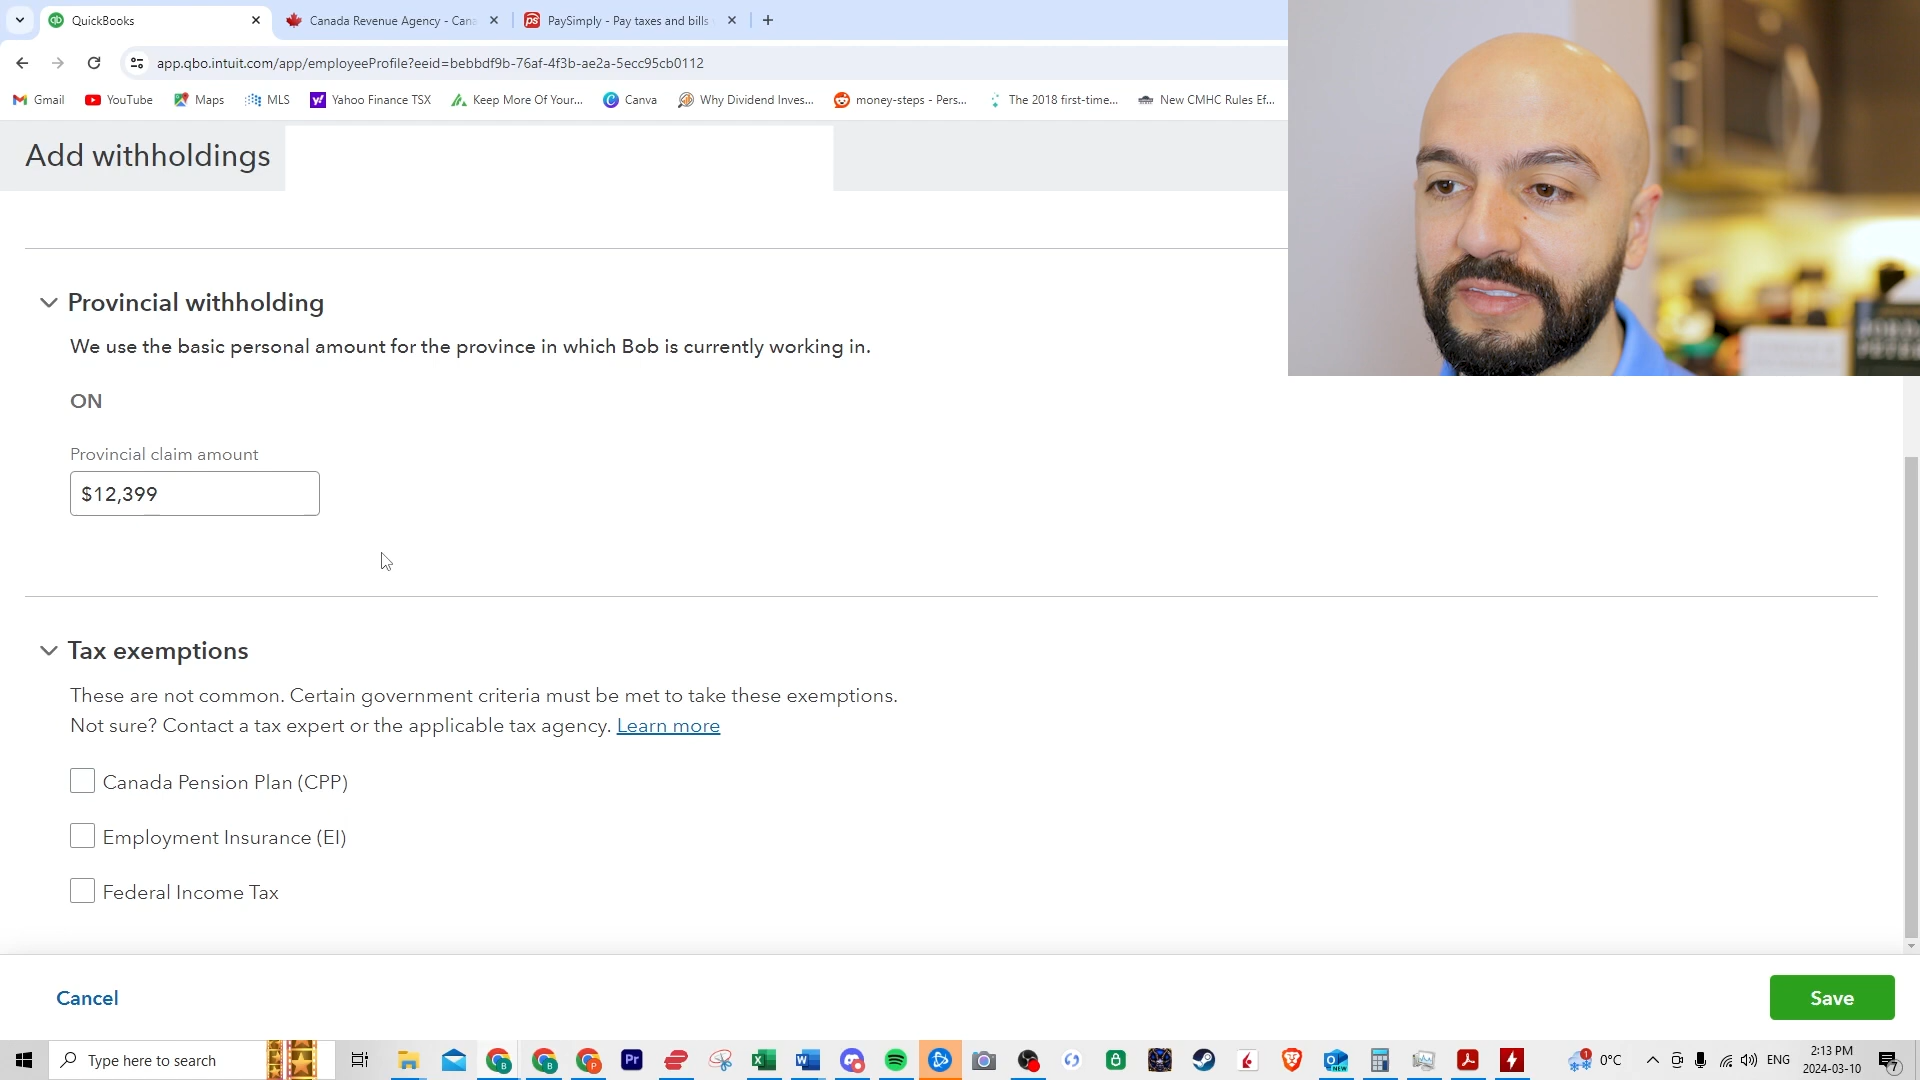 QuickBooks
Canada Revenue Agency - Cana
PaySimply - Pay taxes and bills
app.qbo.intuit.com/app/employeeProfile?eeid=bebbdf9b-76af-4f3b-ae2a-5ecc95cb0112
Gmail YouTube Maps MLS Yahoo Finance TSX Keep More Of Your... Canva Why Dividend Inves... money-steps - Pers... The 2018 first-time... New CMHC Rules Ef...
Add withholdings
Provincial withholding
We use the basic personal amount for the province in which Bob is currently working in.
ON
Provincial claim amount
$12,399
Tax exemptions
These are not common. Certain government criteria must be met to take these exemptions.
Not sure? Contact a tax expert or the applicable tax agency. Learn more
Canada Pension Plan (CPP)
Employment Insurance (EI)
Federal Income Tax
Cancel
Save
Type here to search
0°C
ENG
2:13 PM
2024-03-10